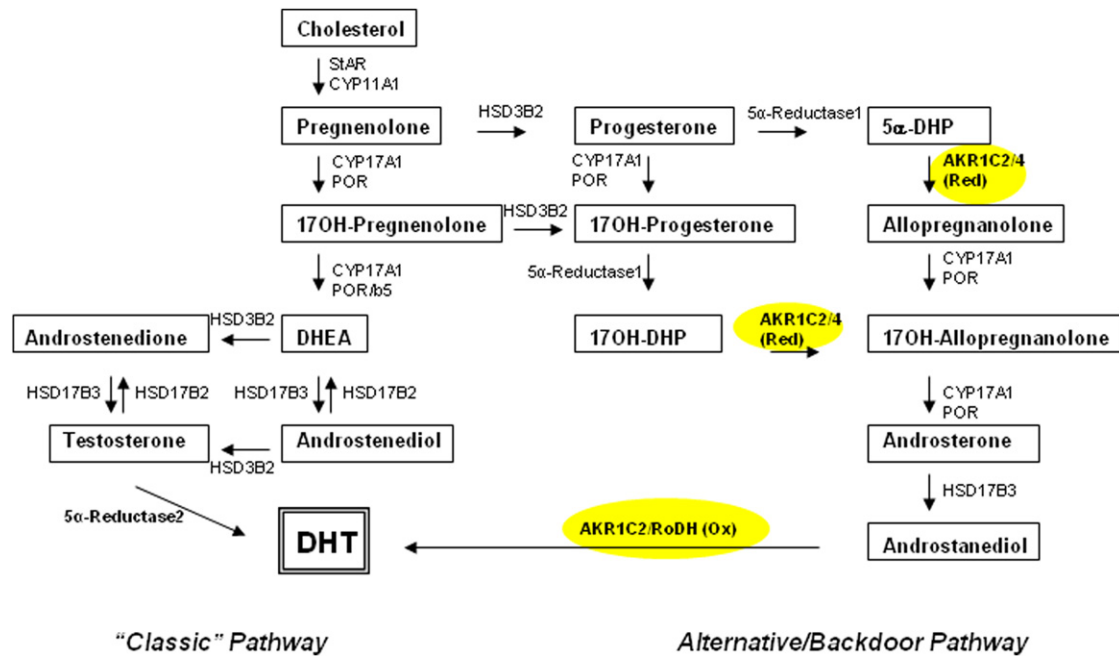 Cholesterol
StAR
CYP11A1
Pregnenolone
HSD3B2
Progesterone
5α-Reductase1
5α-DHP
CYP17A1
POR
CYP17A1
POR
AKR1C2/4
(Red)
17OH-Pregnenolone
HSD3B2
17OH-Progesterone
Allopregnanolone
CYP17A1
POR/b5
5α-Reductase1
CYP17A1
POR
Androstenedione
HSD3B2
DHEA
17OH-DHP
AKR1C2/4
(Red)
17OH-Allopregnanolone
HSD17B3
HSD17B2
HSD17B3
HSD17B2
CYP17A1
POR
Testosterone
HSD3B2
Androstenediol
Androsterone
5α-Reductase2
HSD17B3
DHT
AKR1C2/RoDH (Ox)
Androstanediol
"Classic" Pathway
Alternative/Backdoor Pathway